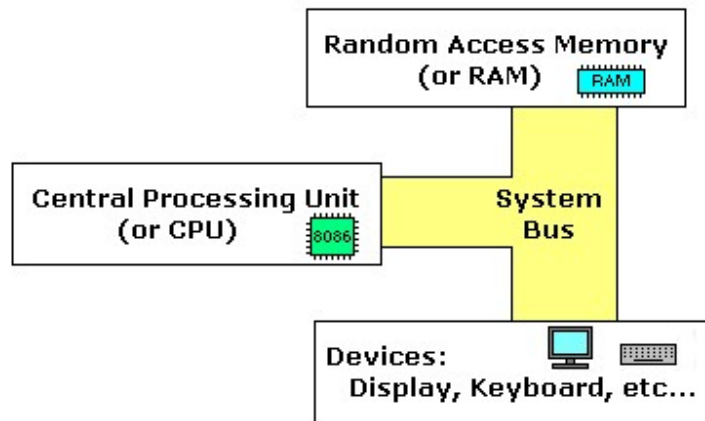 Random Access Memory
(or RAM)
RAM
Central Processing Unit
(or CPU)
8086
System
Bus
Devices:
Display, Keyboard, etc...